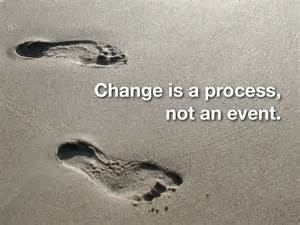 Change is a process,
not an event.